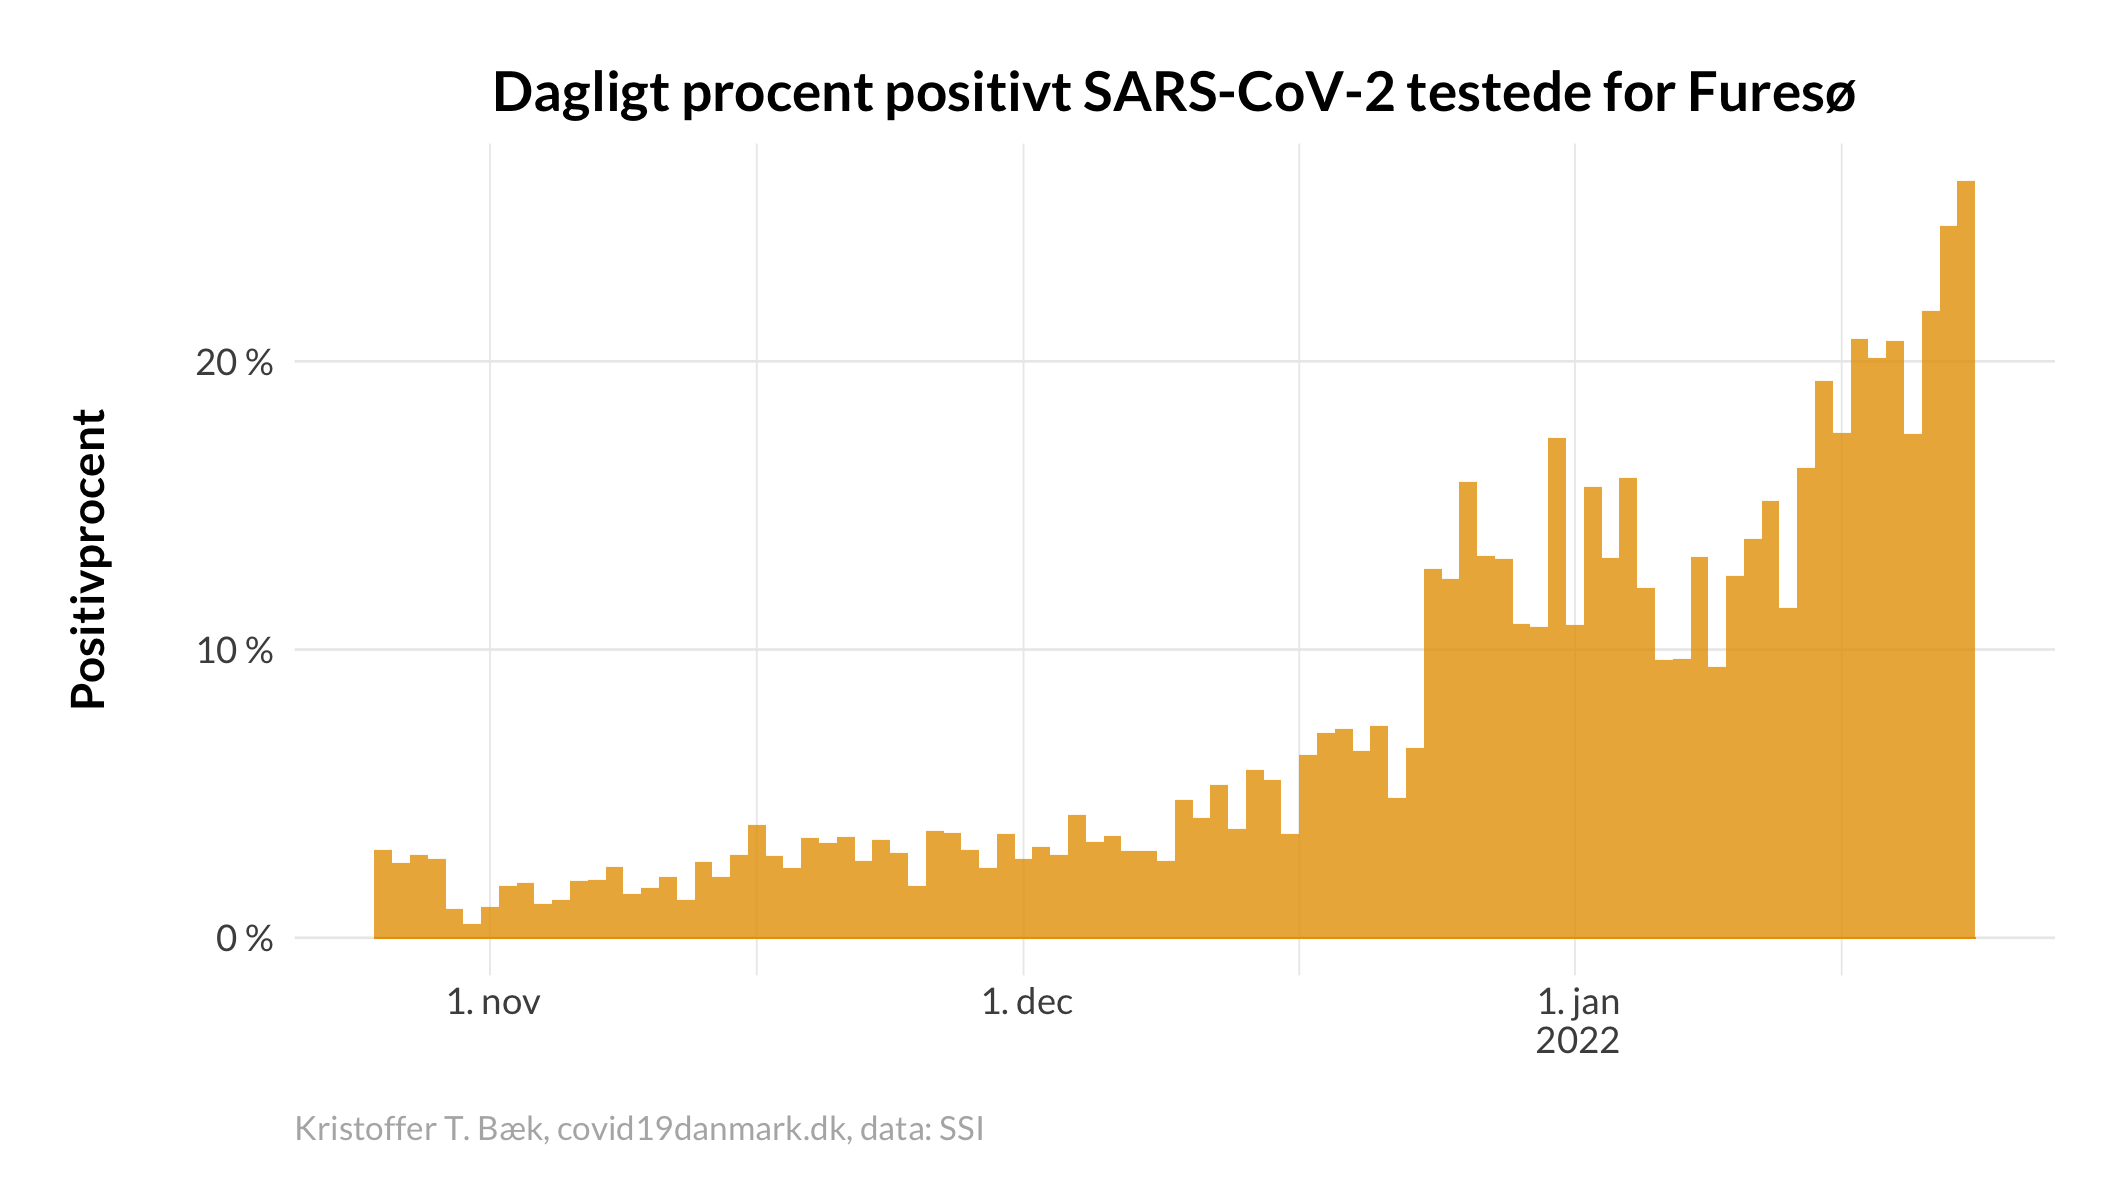 Dagligt procent positivt SARS-CoV-2 testede for Furesø
Positivprocent
20 %
10 %
0 %
1. nov
1. dec
1. jan
2022
Kristoffer T. Bæk, covid19danmark.dk, data: SSI